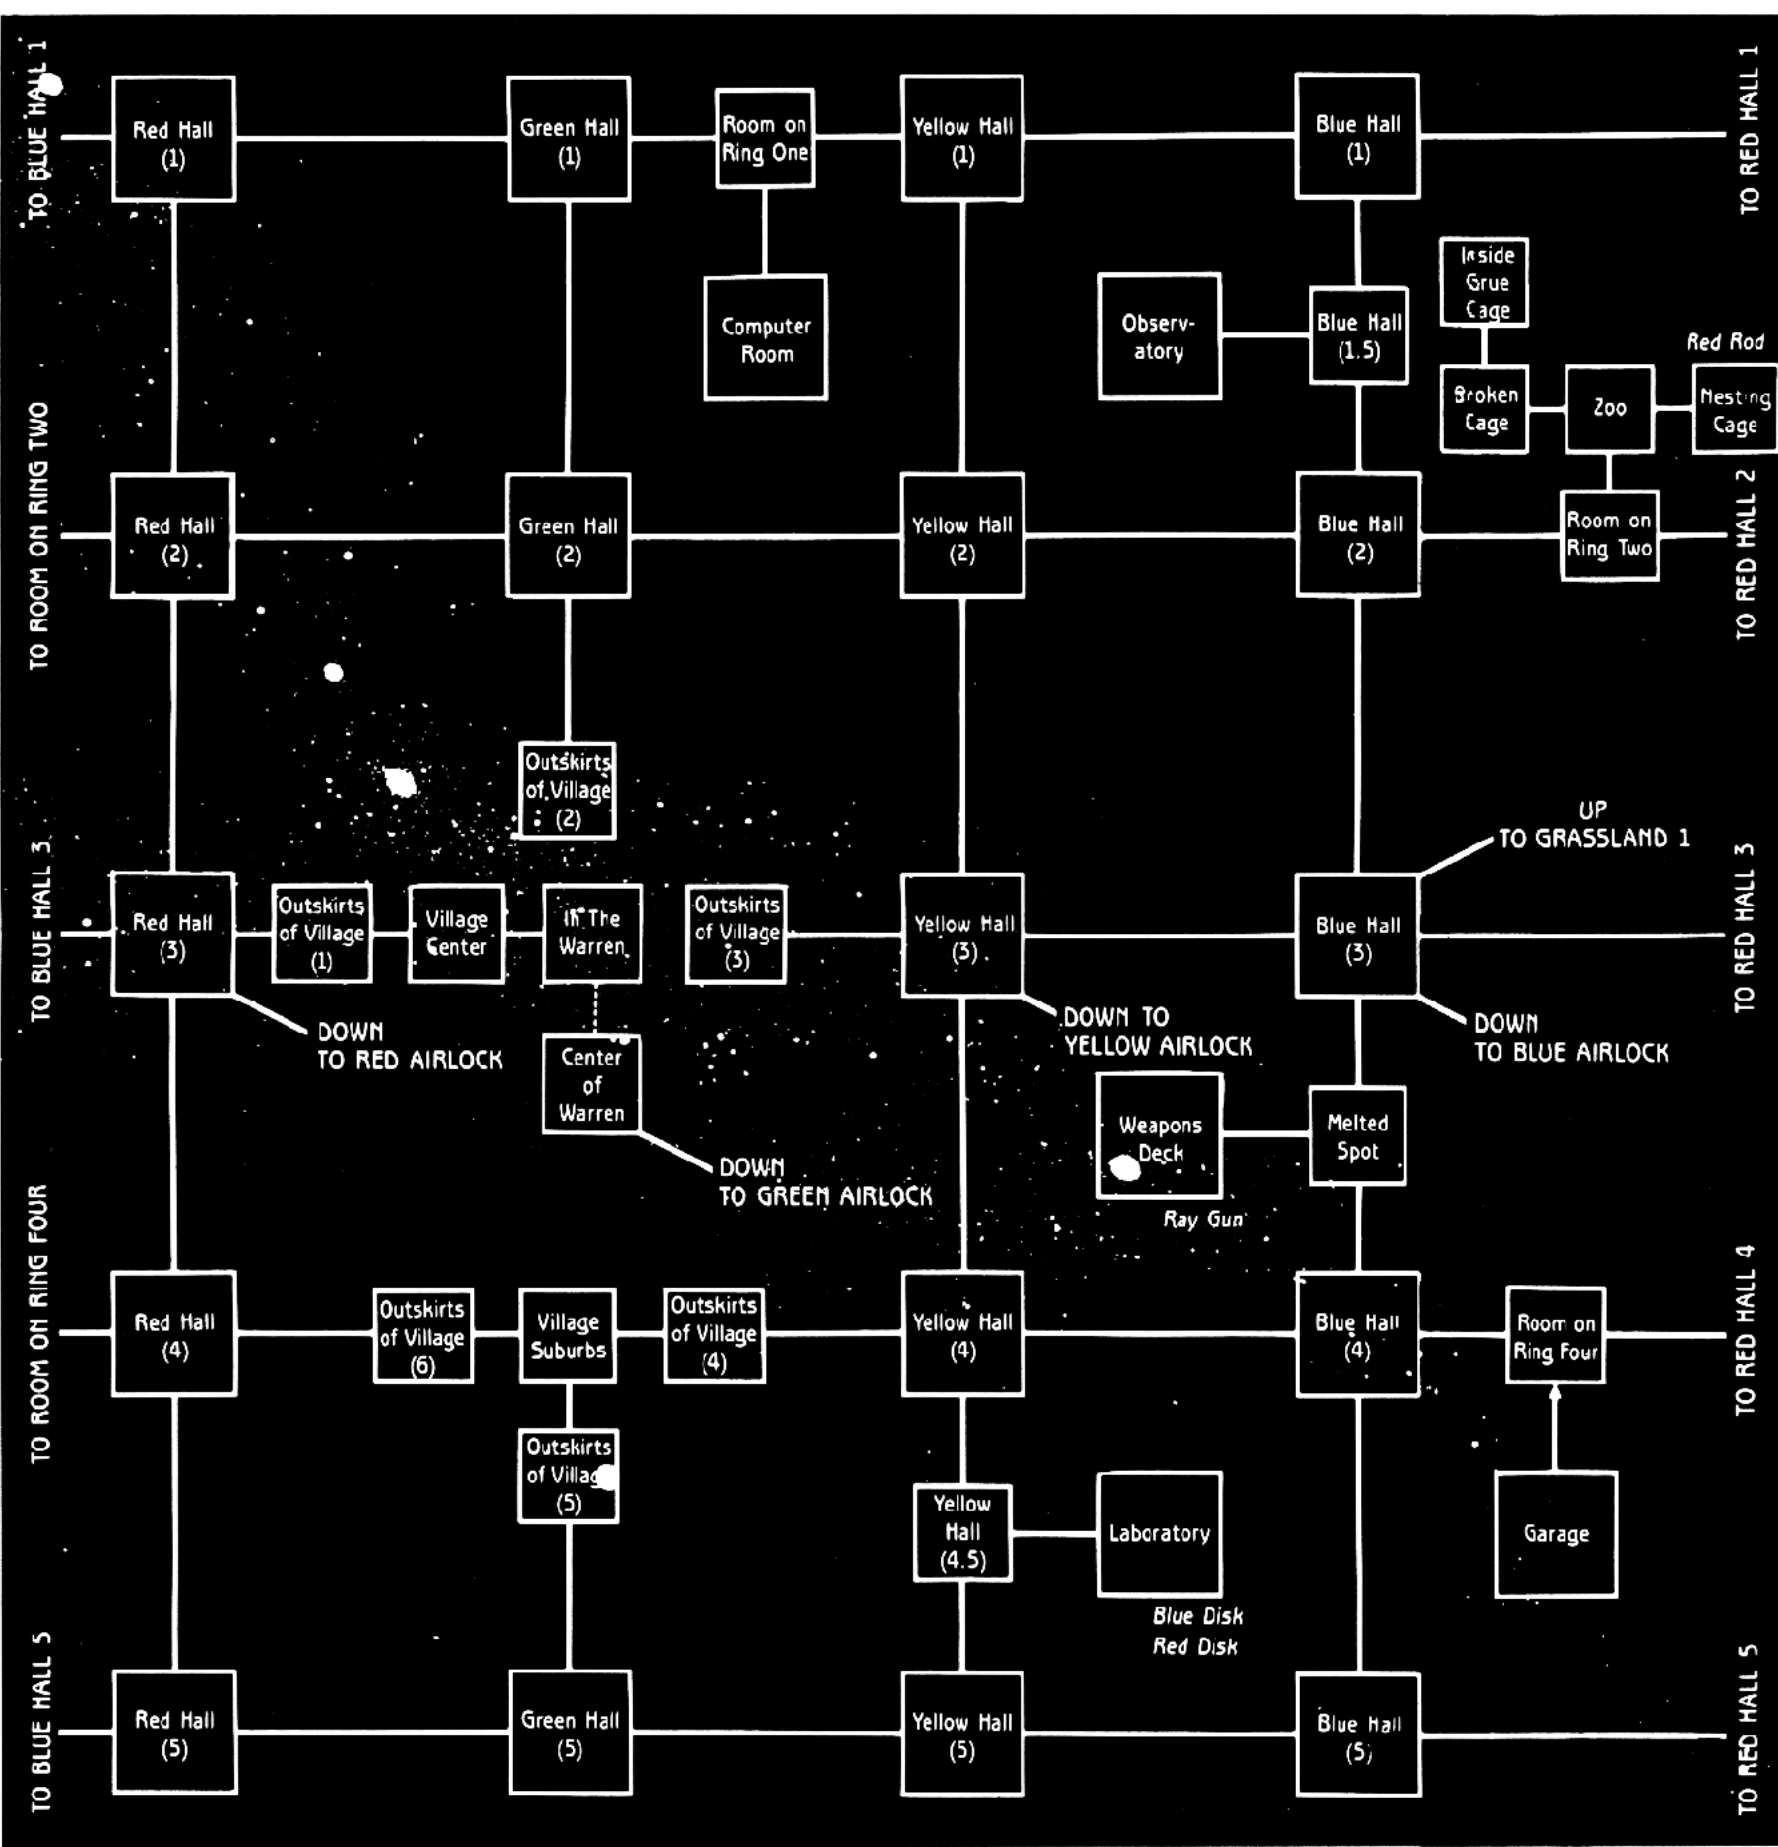 TO BLUE HALL 1
Red Hall
(1)
Green Hall
(1)
Room on
Ring One
Yellow Hall
(1)
Blue Hall
(1)
TO RED HALL 1
Computer
Room
Observ-
atory
Blue Hall
(1.5)
Inside
Grue
Cage
Broken
Cage
Zoo
Red Rod
Nesting
Cage
TO ROOM ON RING TWO
Red Hall
(2)
Green Hall
(2)
Yellow Hall
(2)
Blue Hall
(2)
Room on
Ring Two
TO RED HALL 2
Outskirts
of Village
(2)
UP
TO GRASSLAND 1
TO BLUE HALL 3
Red Hall
(3)
Outskirts
of Village
(1)
Village
Center
In The
Warren
Outskirts
of Village
(3)
Yellow Hall
(3)
Blue Hall
(3)
TO RED HALL 3
DOWN
TO RED AIRLOCK
Center
of
Warren
DOWN TO
YELLOW AIRLOCK
DOWN
TO BLUE AIRLOCK
DOWN
TO GREEN AIRLOCK
Weapons
Deck
Ray Gun
Melted
Spot
TO ROOM ON RING FOUR
Red Hall
(4)
Outskirts
of Village
(6)
Village
Suburbs
Outskirts
of Village
(4)
Yellow Hall
(4)
Blue Hall
(4)
Room on
Ring Four
TO RED HALL 4
Outskirts
of Village
(5)
Yellow
Hall
(4.5)
Laboratory
Blue Disk
Red Disk
Garage
TO BLUE HALL 5
Red Hall
(5)
Green Hall
(5)
Yellow Hall
(5)
Blue Hall
(5)
TO RED HALL 5